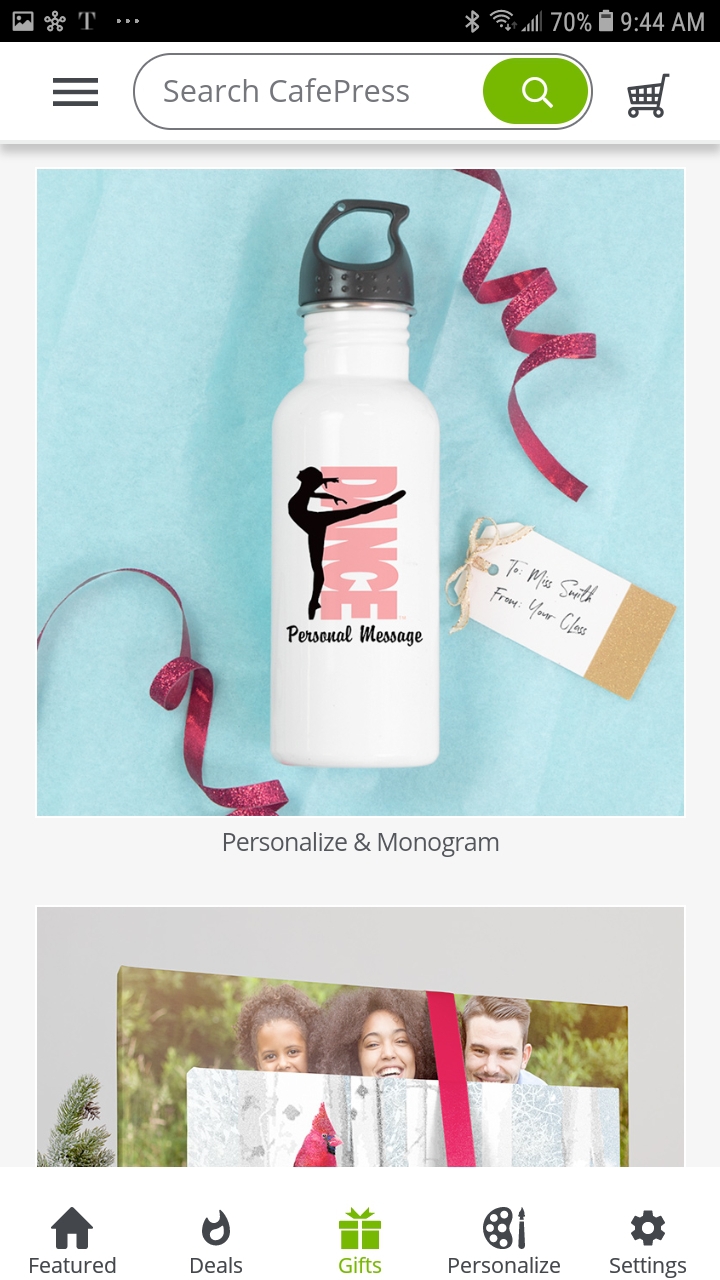 T ... 70% 9:44 AM
Search CafePress
DANCE
Personal Message
To: Miss Smith
From: Your Class
Personalize & Monogram
Featured Deals Gifts Personalize Settings